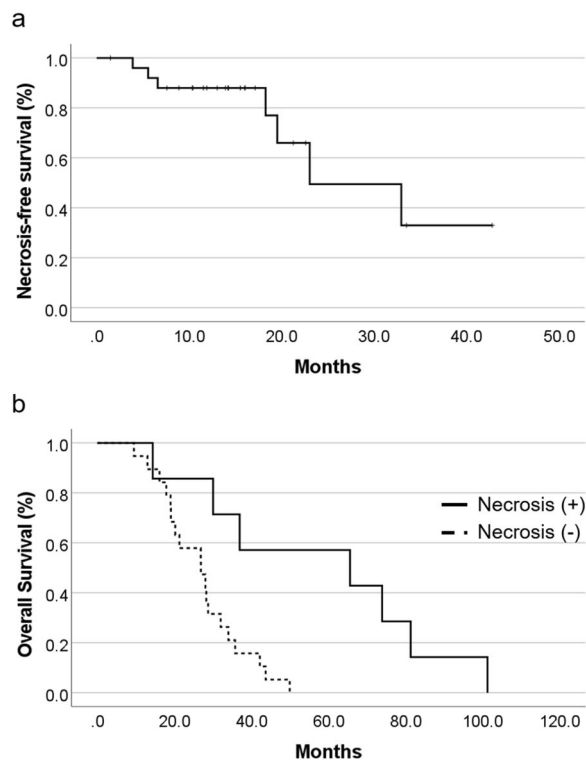 a
Necrosis-free survival (%)
1.0
0.8
0.6
0.4
0.2
0.0
.0 10.0 20.0 30.0 40.0 50.0
Months
b
Overall Survival (%)
1.0
0.8
0.6
0.4
0.2
0.0
Necrosis (+)
Necrosis (-)
.0 20.0 40.0 60.0 80.0 100.0 120.0
Months